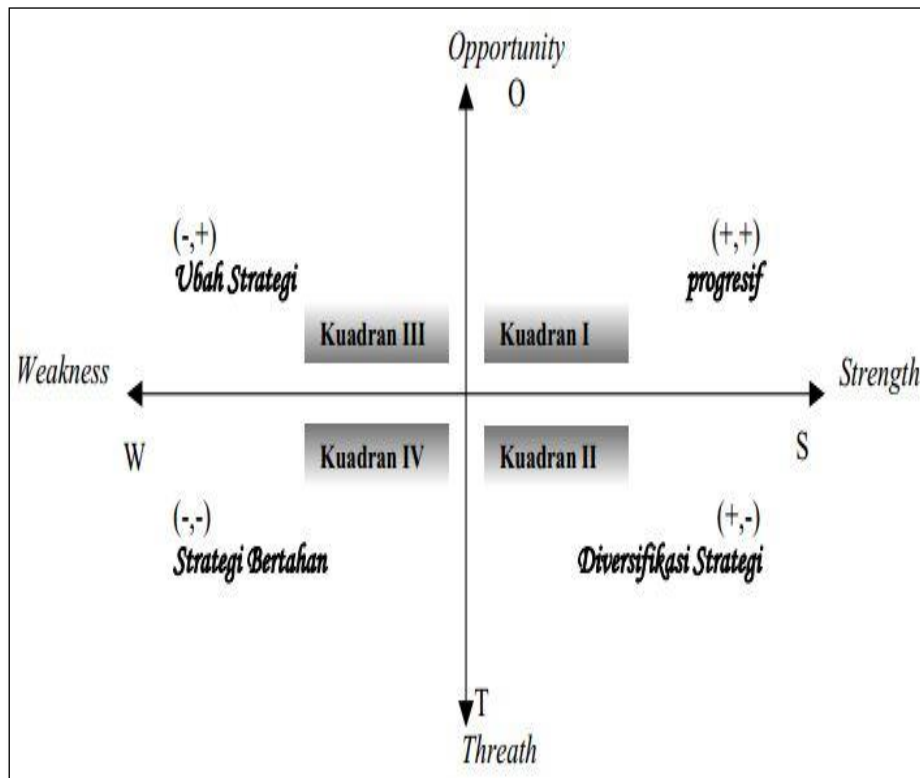 Opportunity
O
(-,+)
Ubah Strategi
(+,+)
progresif
Kuadran III
Kuadran I
Weakness
Strength
W
Kuadran IV
Kuadran II
S
(-,-)
Strategi Bertahan
(+,-)
Diversifikasi Strategi
T
Threath